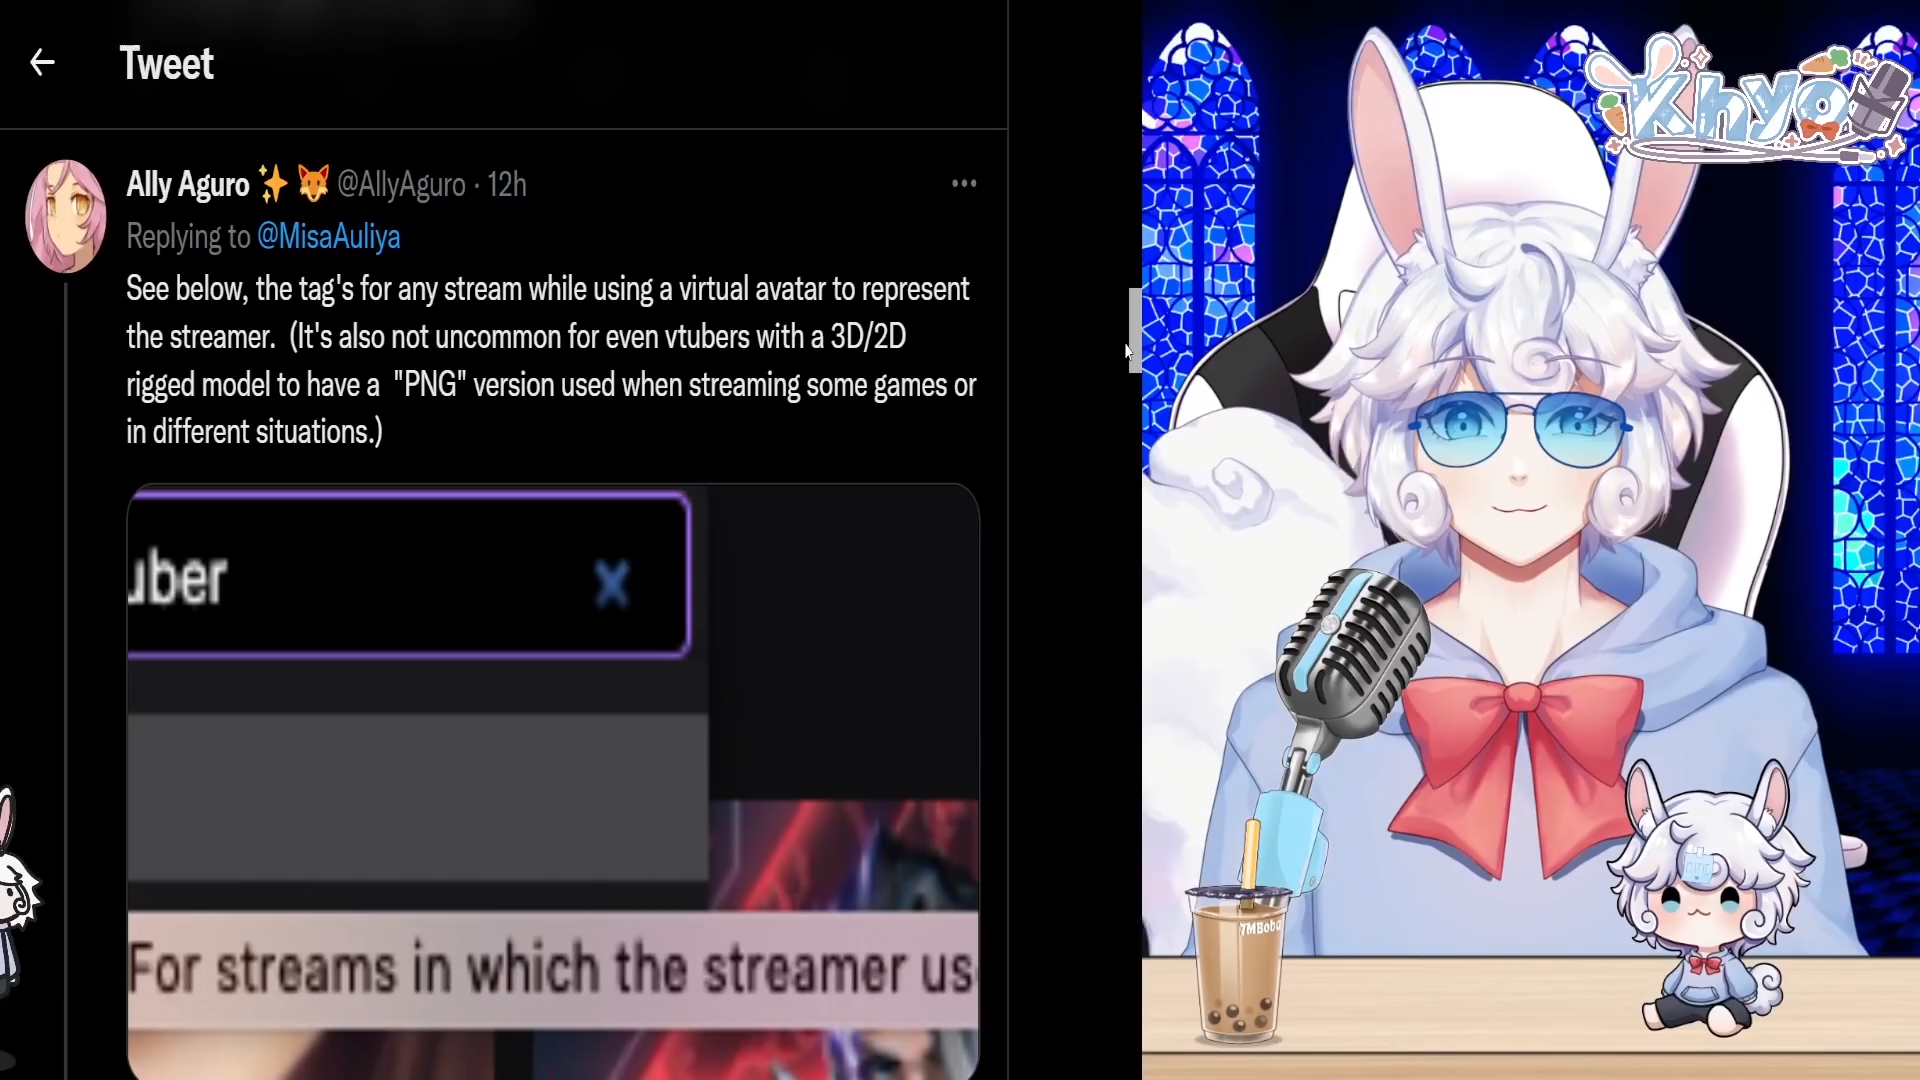 Tweet
Ally Aguro ✨🦊 @AllyAguro · 12h
Replying to @MisaAuliya
See below, the tag's for any stream while using a virtual avatar to represent
the streamer. (It's also not uncommon for even vtubers with a 3D/2D
rigged model to have a "PNG" version used when streaming some games or
in different situations.)
uber x
For streams in which the streamer us
Khyo
TMBoba